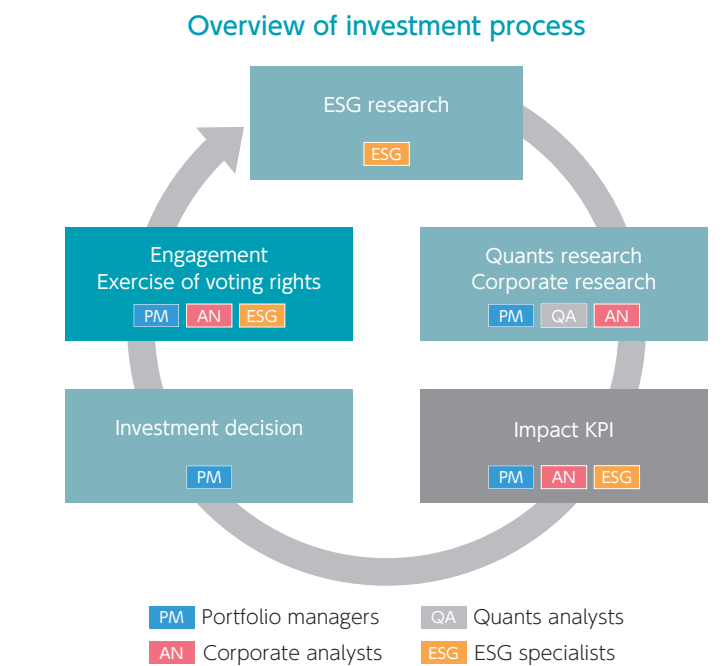 Overview of investment process
ESG research
ESG
Engagement
Exercise of voting rights
PM AN ESG
Quants research
Corporate research
PM QA AN
Investment decision
PM
Impact KPI
PM AN ESG
PM Portfolio managers
QA Quants analysts
AN Corporate analysts
ESG ESG specialists